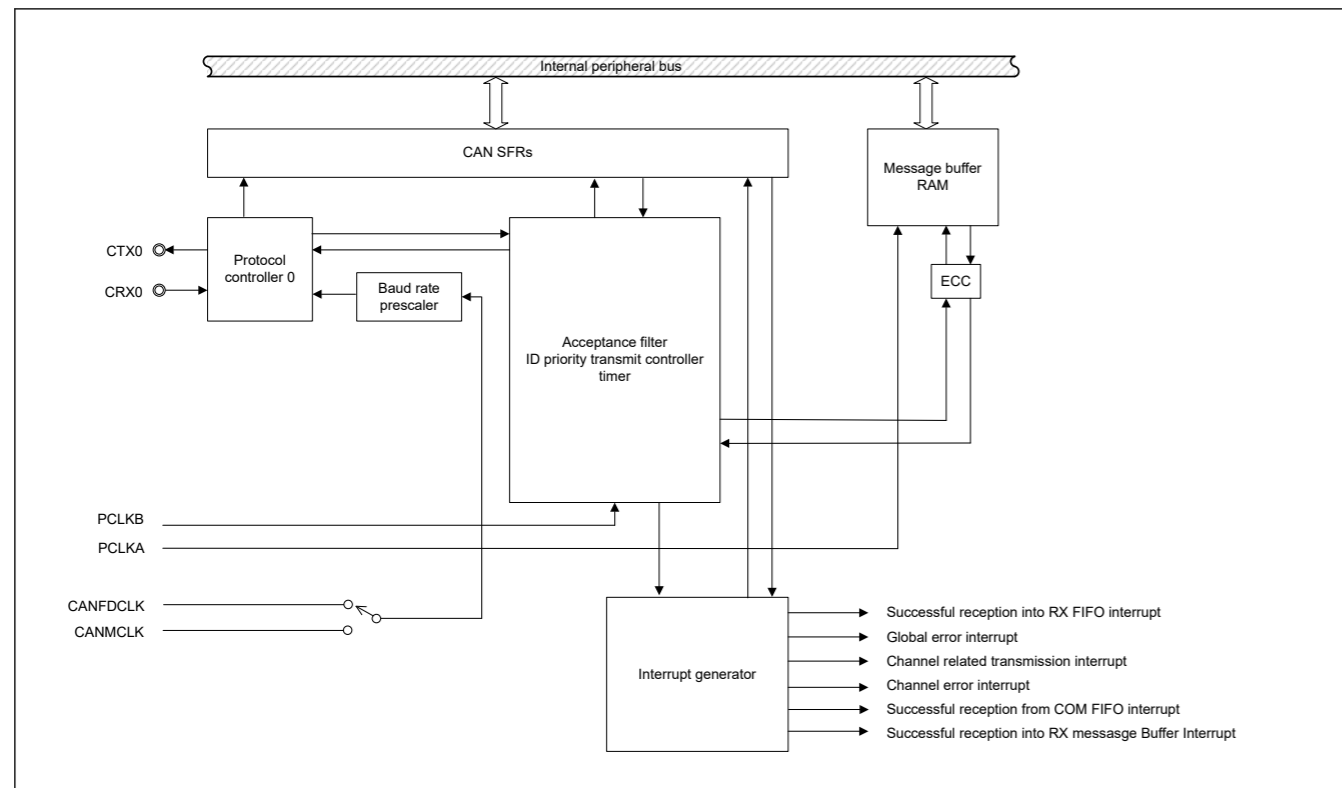 Internal peripheral bus
CAN SFRs
Message buffer
RAM
CTX0
CRX0
Protocol
controller 0
Baud rate
prescaler
ECC
Acceptance filter
ID priority transmit controller
timer
PCLKB
PCLKA
CANFDCLK
CANMCLK
Interrupt generator
Successful reception into RX FIFO interrupt
Global error interrupt
Channel related transmission interrupt
Channel error interrupt
Successful reception from COM FIFO interrupt
Successful reception into RX messasge Buffer Interrupt